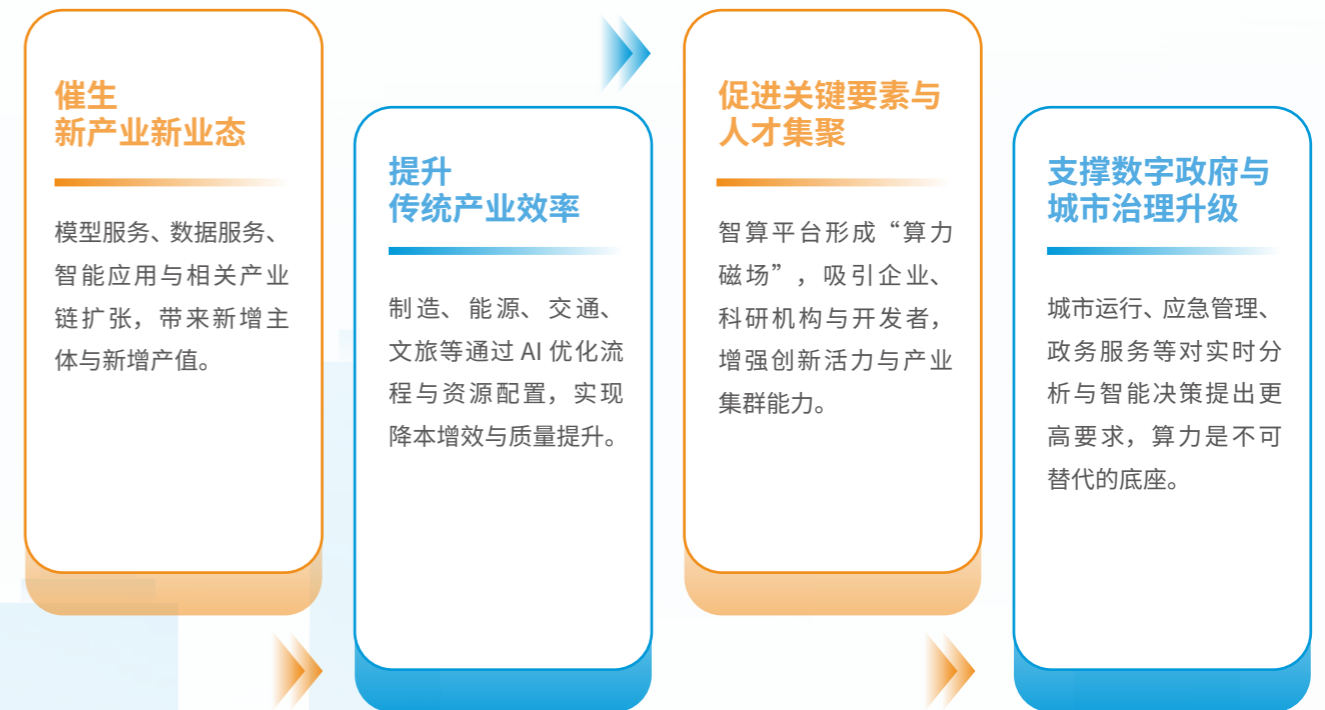 催生
新产业新业态
模型服务、数据服务、
智能应用与相关产业
链扩张，带来新增主
体与新增产值。
提升
传统产业效率
制造、能源、交通、
文旅等通过 AI 优化流
程与资源配置，实现
降本增效与质量提升。
促进关键要素与
人才集聚
智算平台形成“算力
磁场”，吸引企业、
科研机构与开发者，
增强创新活力与产业
集群能力。
支撑数字政府与
城市治理升级
城市运行、应急管理、
政务服务等对实时分
析与智能决策提出更
高要求，算力是不可
替代的底座。